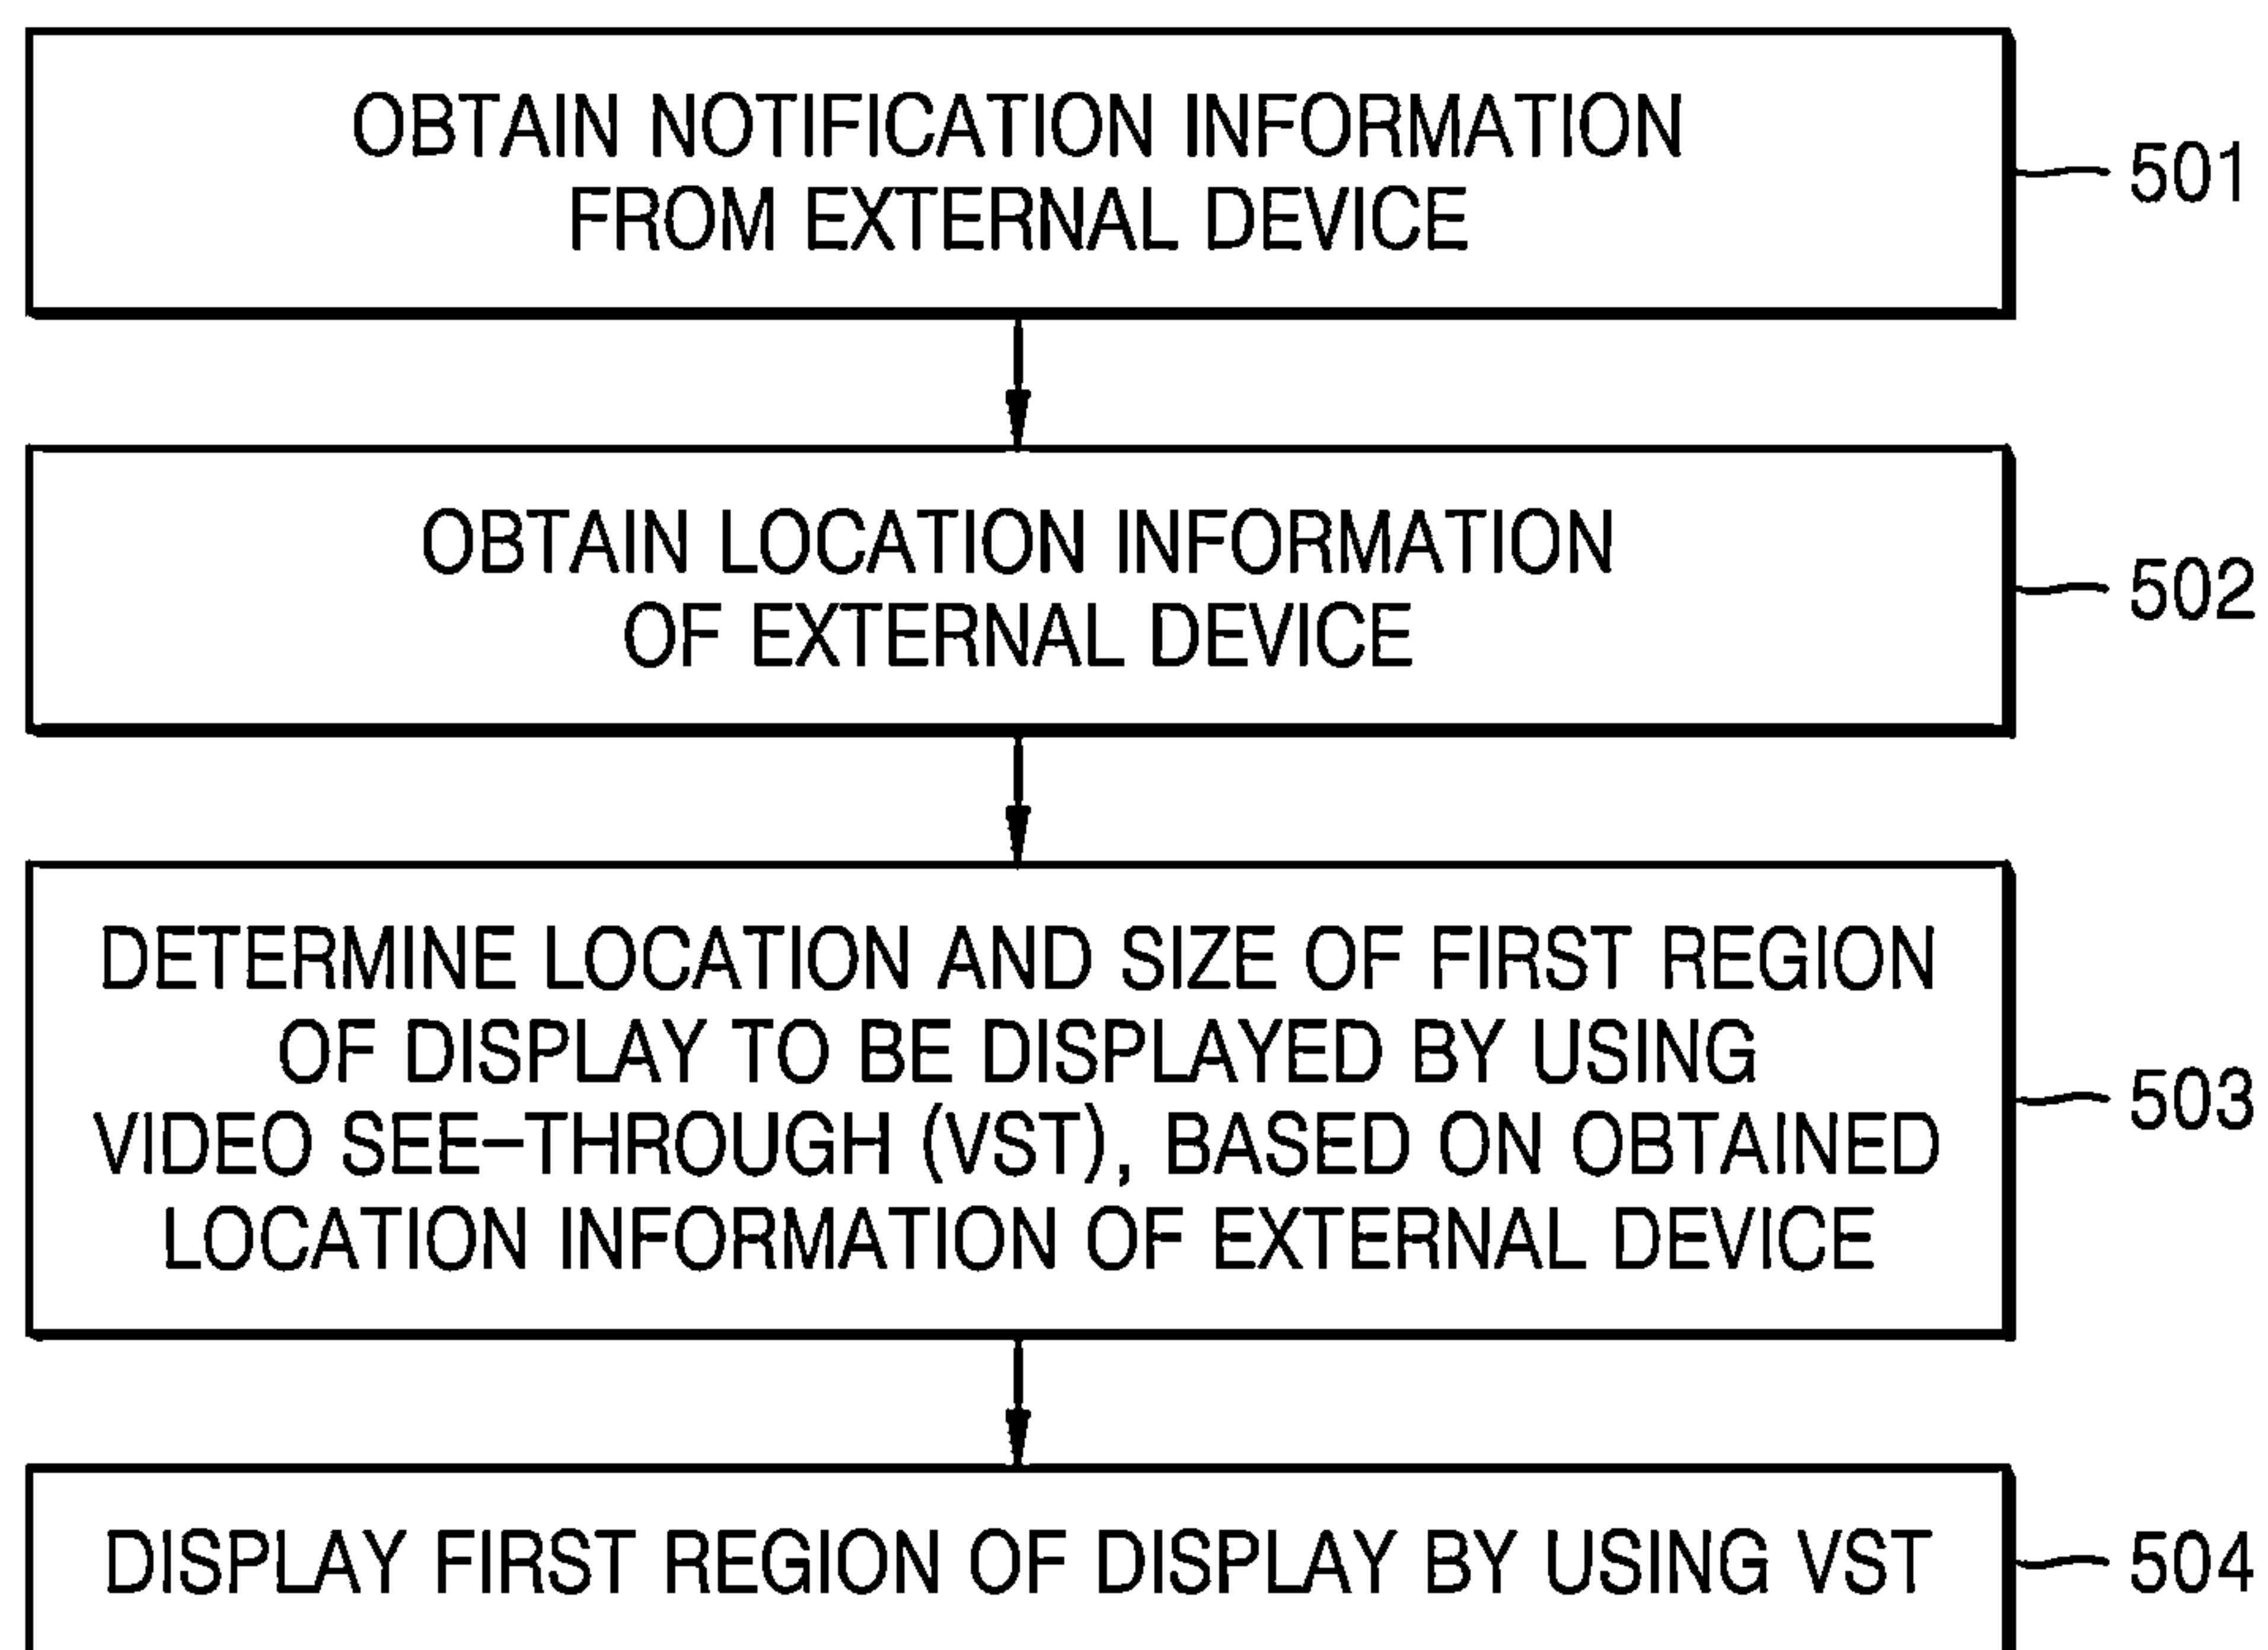 OBTAIN NOTIFICATION INFORMATION
FROM EXTERNAL DEVICE
501
OBTAIN LOCATION INFORMATION
OF EXTERNAL DEVICE
502
DETERMINE LOCATION AND SIZE OF FIRST REGION
OF DISPLAY TO BE DISPLAYED BY USING
VIDEO SEE-THROUGH (VST), BASED ON OBTAINED
LOCATION INFORMATION OF EXTERNAL DEVICE
503
DISPLAY FIRST REGION OF DISPLAY BY USING VST
504